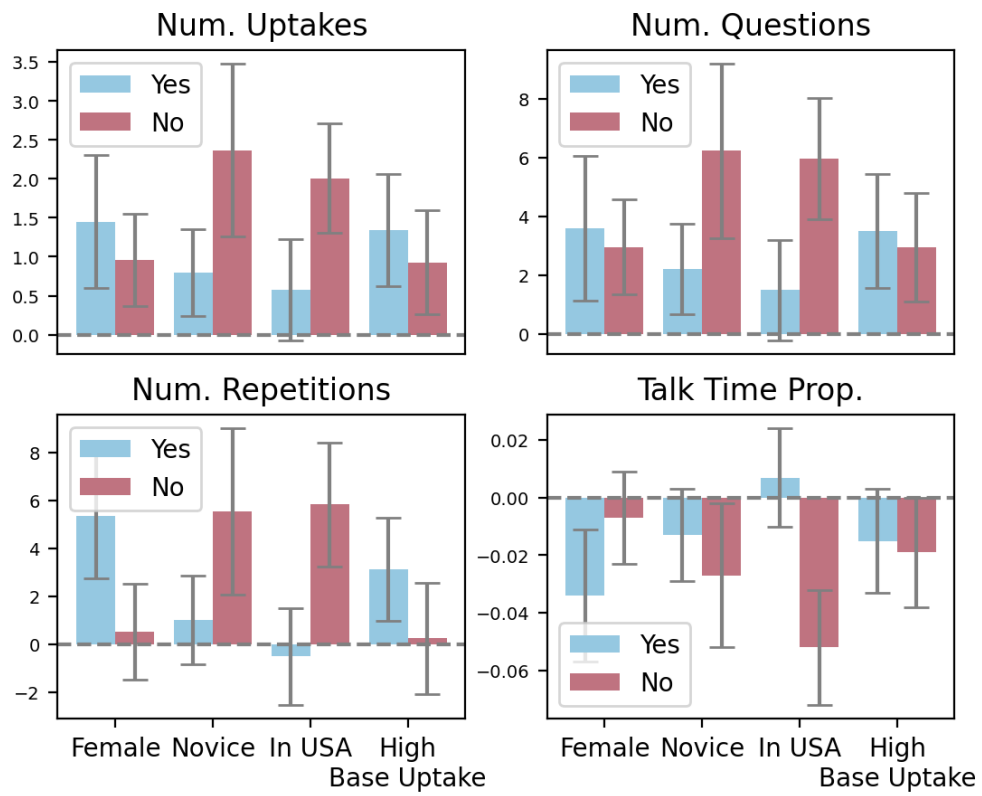 Num. Uptakes
3.5
3.0
2.5
2.0
1.5
1.0
0.5
0.0
Yes
No
Num. Questions
8
6
4
2
0
Yes
No
Num. Repetitions
8
6
4
2
0
−2
Yes
No
Female Novice In USA High
Base Uptake
Talk Time Prop.
0.02
0.00
−0.02
−0.04
−0.06
Yes
No
Female Novice In USA High
Base Uptake